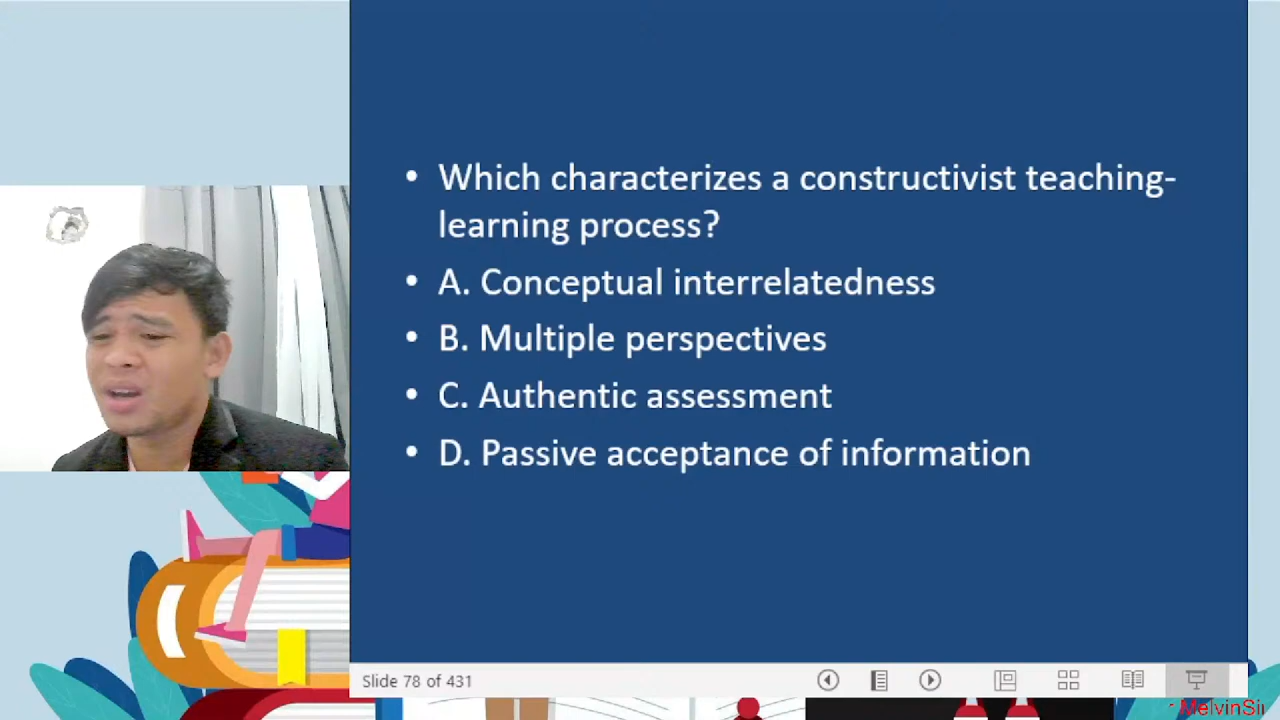 • Which characterizes a constructivist teaching-
learning process?
• A. Conceptual interrelatedness
• B. Multiple perspectives
• C. Authentic assessment
• D. Passive acceptance of information
Slide 78 of 431
MelvinSir